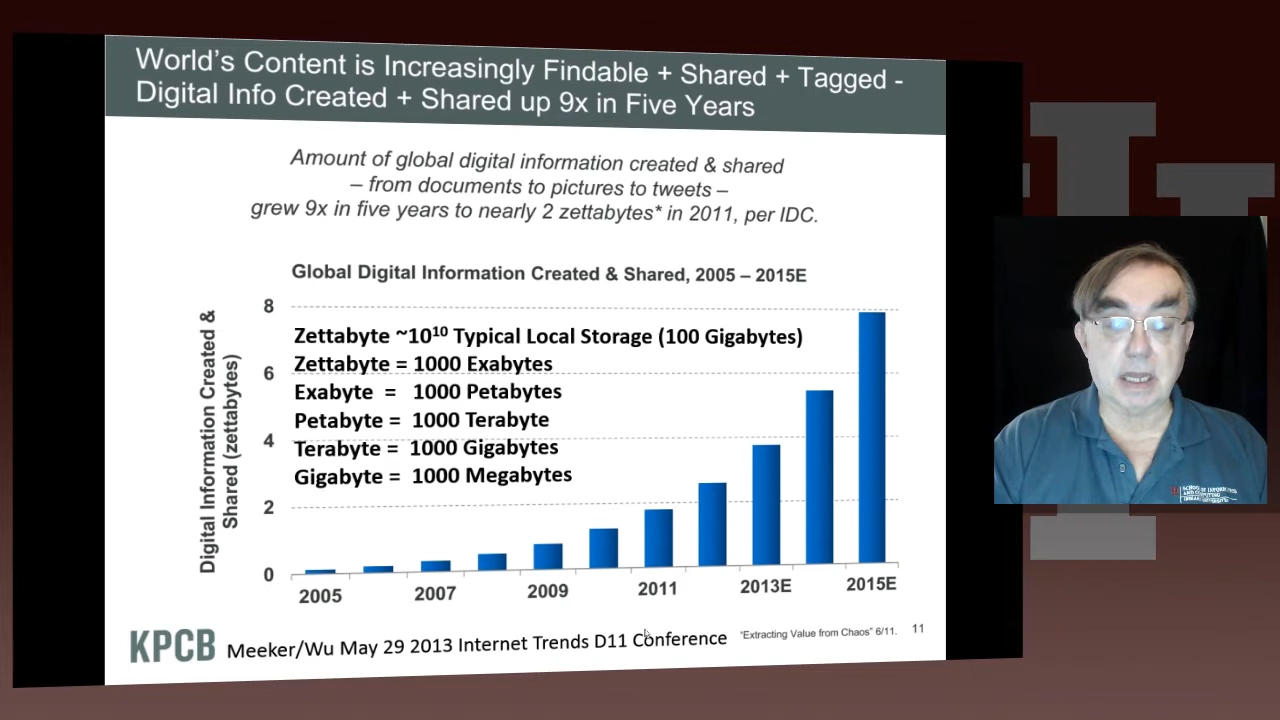 World's Content is Increasingly Findable + Shared + Tagged -
Digital Info Created + Shared up 9x in Five Years
Amount of global digital information created & shared
– from documents to pictures to tweets –
grew 9x in five years to nearly 2 zettabytes* in 2011, per IDC.
Global Digital Information Created & Shared, 2005 – 2015E
Digital Information Created &
Shared (zettabytes)
8
6
4
2
0
Zettabyte ~10¹⁰ Typical Local Storage (100 Gigabytes)
Zettabyte = 1000 Exabytes
Exabyte = 1000 Petabytes
Petabyte = 1000 Terabyte
Terabyte = 1000 Gigabytes
Gigabyte = 1000 Megabytes
2005
2007
2009
2011
2013E
2015E
KPCB
Meeker/Wu May 29 2013 Internet Trends D11 Conference
"Extracting Value from Chaos" 6/11.
11
SCHOOL OF INFORMATICS
AND COMPUTING